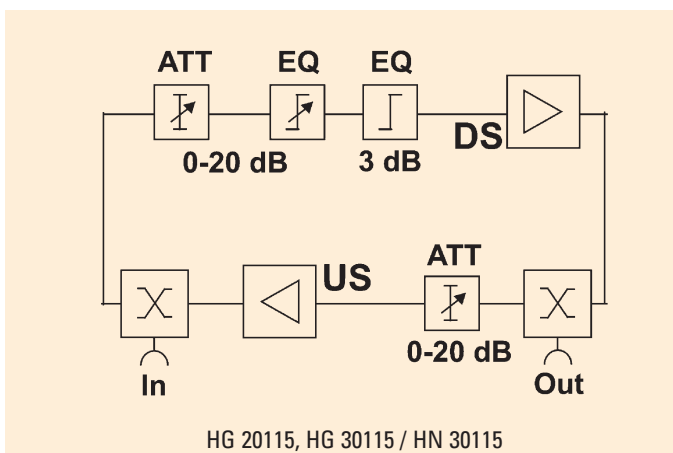 ATT EQ EQ
0-20 dB 3 dB DS
US ATT
0-20 dB
In Out
HG 20115, HG 30115 / HN 30115